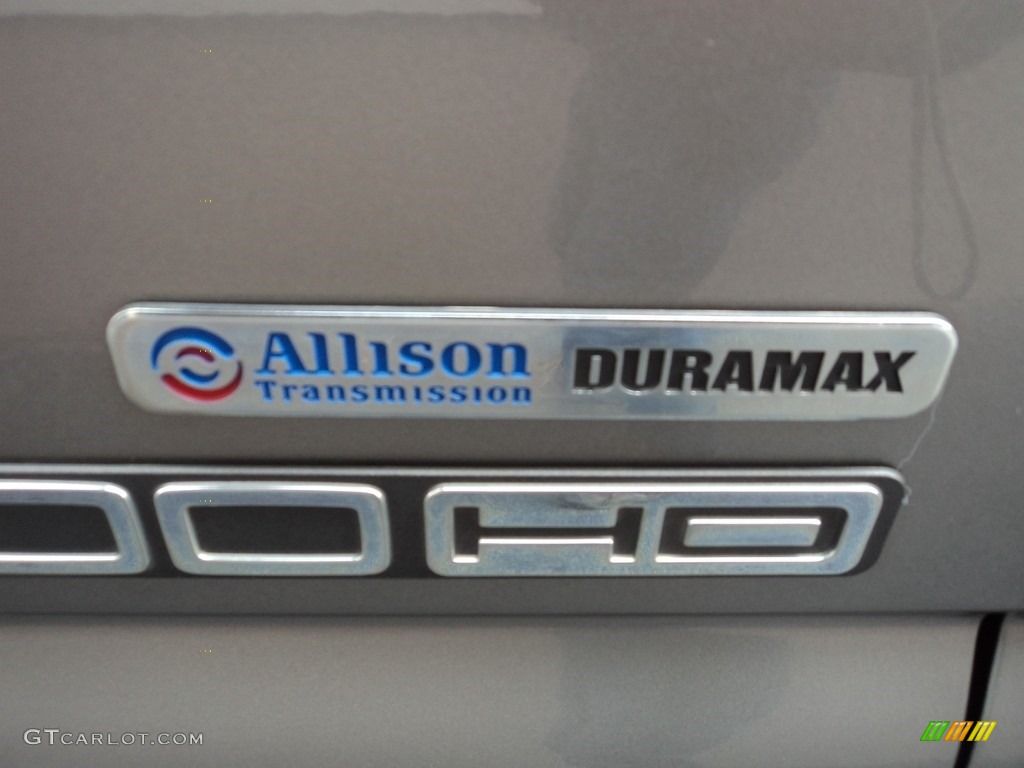 Allison DURAMAX
Transmission
00HD
GTCARLOT.COM